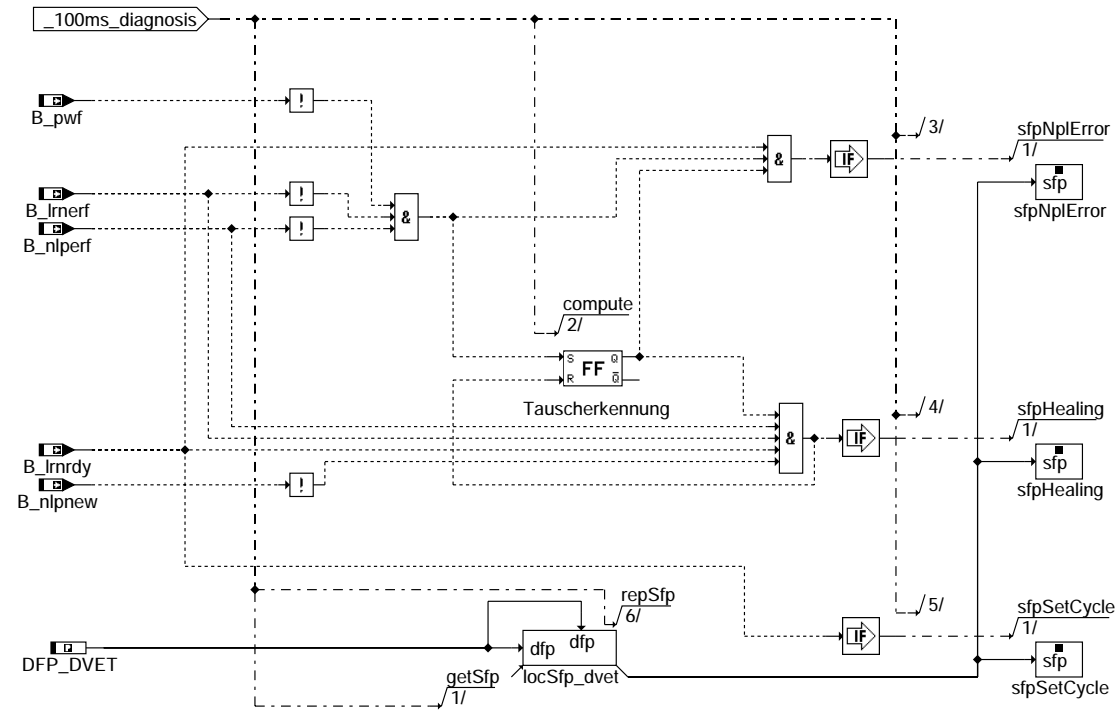 _100ms_diagnosis
B_pwf
!
3/
sfpNplError
1/
&
IF
sfp
sfpNplError
B_lrnerf
!
&
B_nlperf
!
compute
2/
S Q
FF
R Q
Tauscherkennung
4/
sfpHealing
1/
&
IF
B_lrnrdy
sfp
sfpHealing
B_nlpnew
!
repSfp
6/
5/
sfpSetCycle
1/
IF
DFP_DVET
dfp dfp
locSfp_dvet
getSfp
1/
sfp
sfpSetCycle